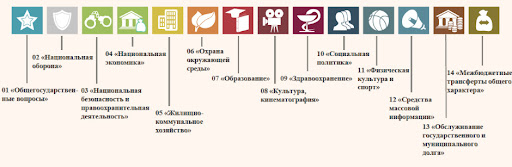 01 «Общегосударствен-
ные вопросы»
02 «Национальная
оборона»
03 «Национальная
безопасность и
правоохранительная
деятельность»
04 «Национальная
экономика»
05 «Жилищно-
коммунальное
хозяйство»
06 «Охрана
окружающей
среды»
07 «Образование»
08 «Культура,
кинематография»
09 «Здравоохранение»
10 «Социальная
политика»
11 «Физическая
культура и
спорт»
12 «Средства
массовой
информации»
13 «Обслуживание
государственного и
муниципального
долга»
14 «Межбюджетные
трансферты общего
характера»